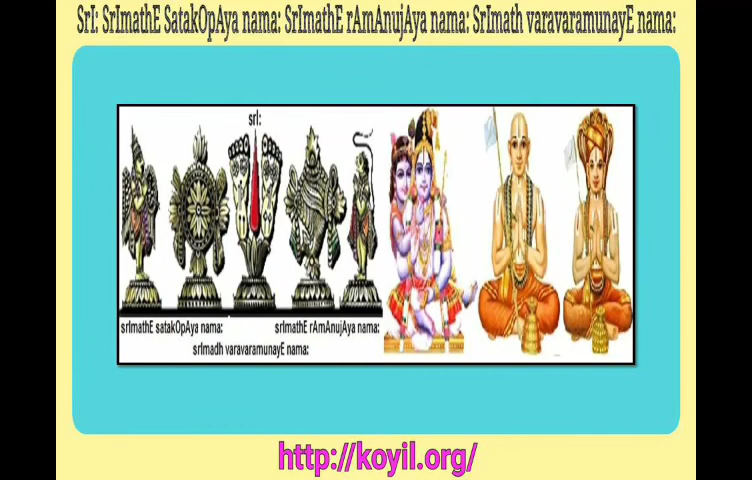 SrI: SrImathE SatakOpAya nama: SrImathE rAmAnujAya nama: SrImath varavaramunayE nama:
srI:
srImathE satakOpAya nama: srImathE rAmAnujAya nama:
srImadh varavaramunayE nama:
http://koyil.org/